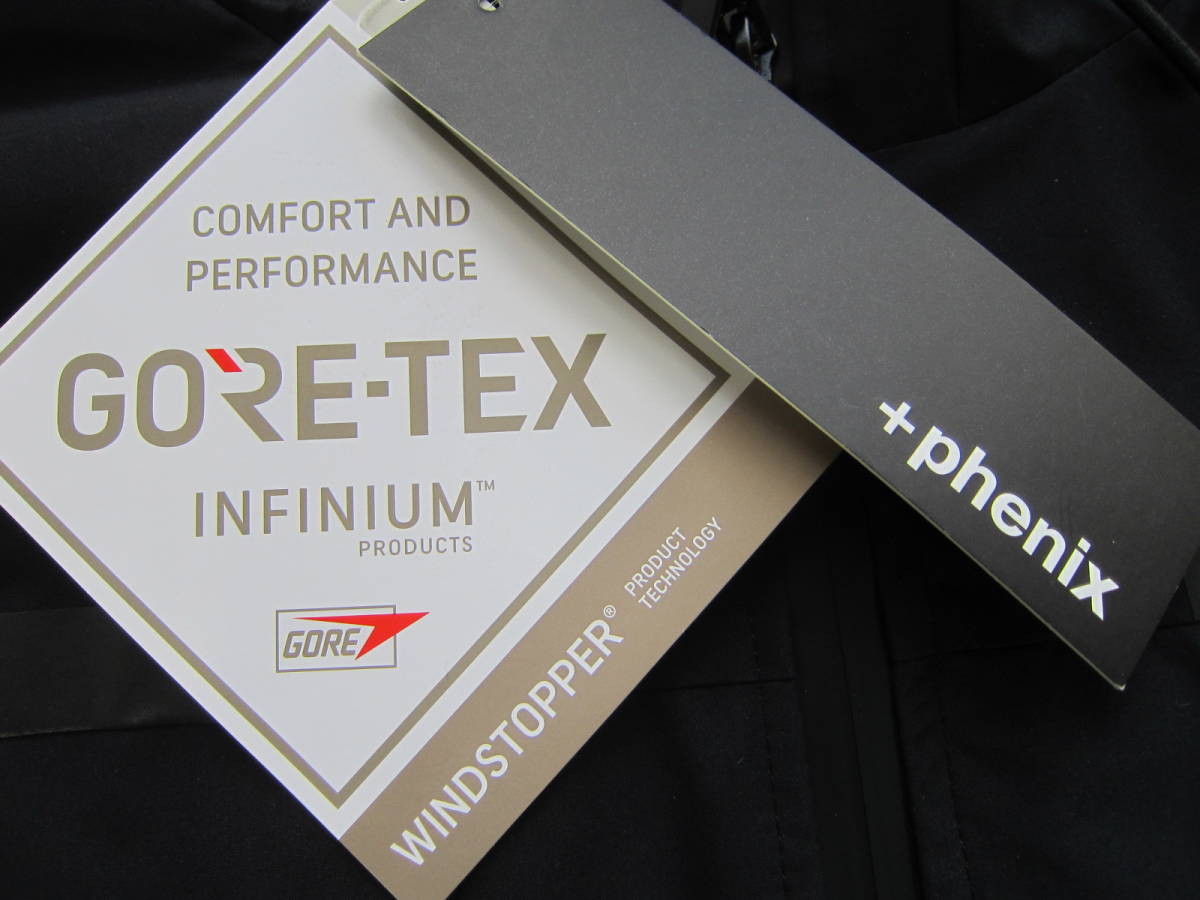 COMFORT AND
PERFORMANCE
GORE-TEX
INFINIUM™
PRODUCTS
GORE
WINDSTOPPER®
PRODUCT
TECHNOLOGY
+phenix